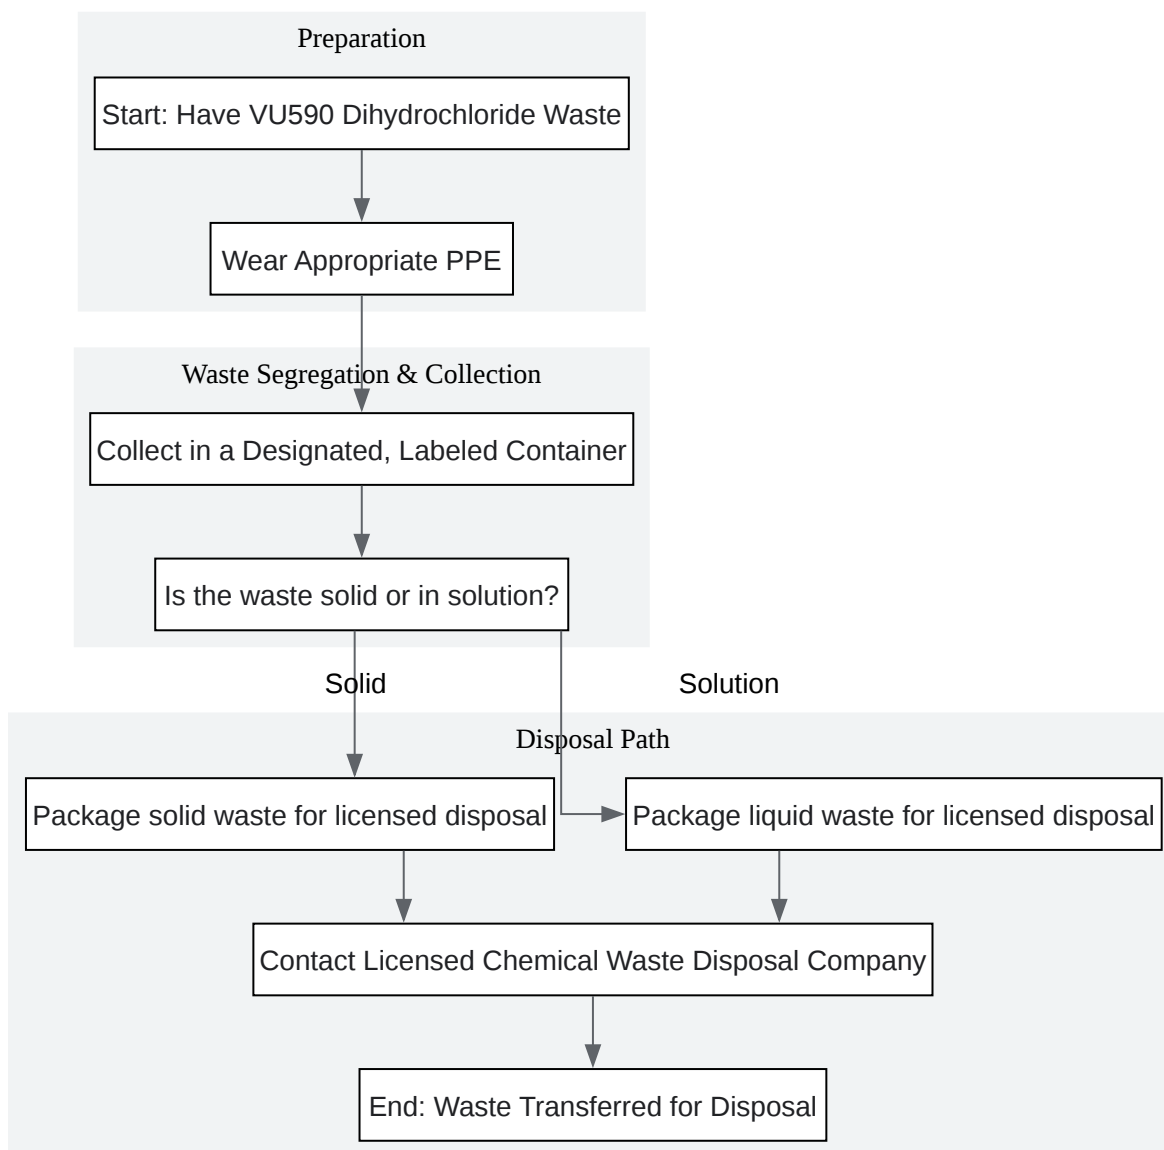 Preparation
Start: Have VU590 Dihydrochloride Waste
Wear Appropriate PPE
Waste Segregation & Collection
Collect in a Designated, Labeled Container
Is the waste solid or in solution?
Solid
Solution
Disposal Path
Package solid waste for licensed disposal
Package liquid waste for licensed disposal
Contact Licensed Chemical Waste Disposal Company
End: Waste Transferred for Disposal